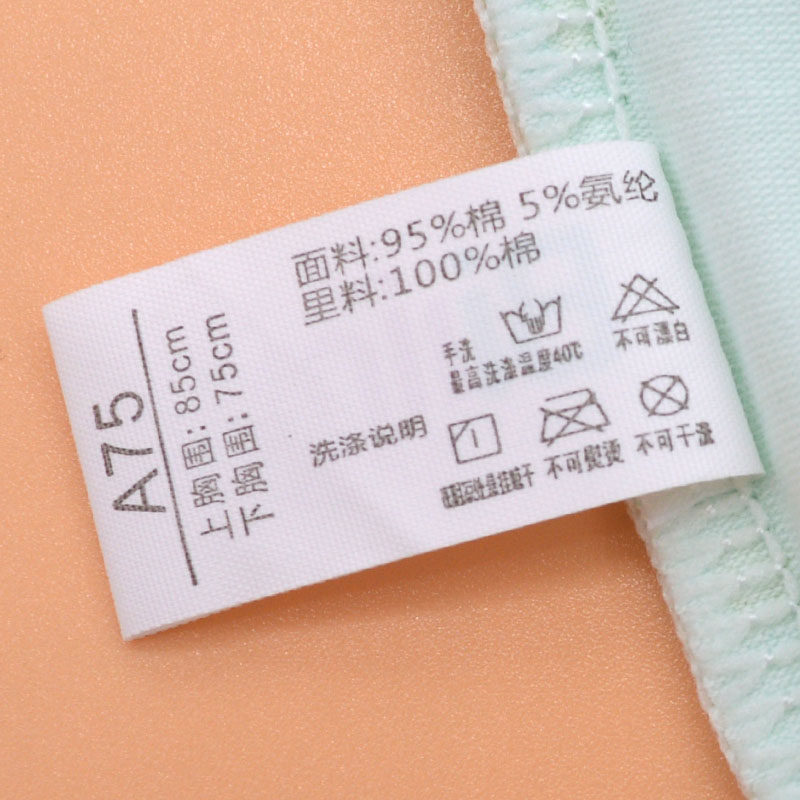 面料:95%棉 5%氨纶
里料:100%棉
A75
上胸围: 85cm
下胸围: 75cm
手洗
最高洗涤温度40℃
不可漂白
洗涤说明
不可熨烫
不可干洗